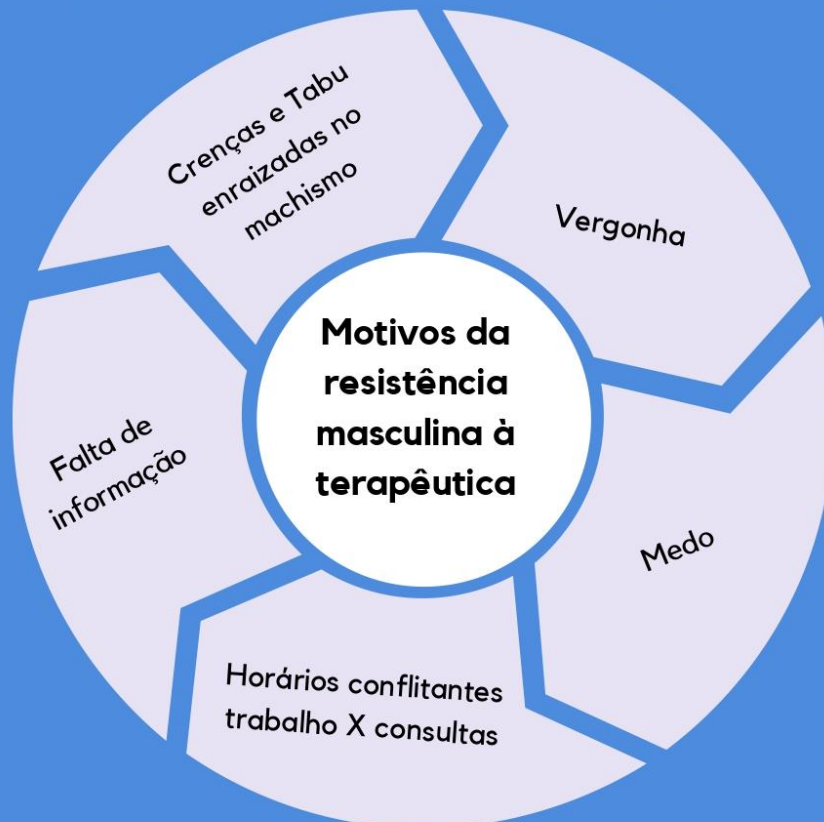 Motivos da
resistência
masculina à
terapêutica
Crenças e Tabu
enraizadas no
machismo
Vergonha
Medo
Horários conflitantes
trabalho X consultas
Falta de
informação